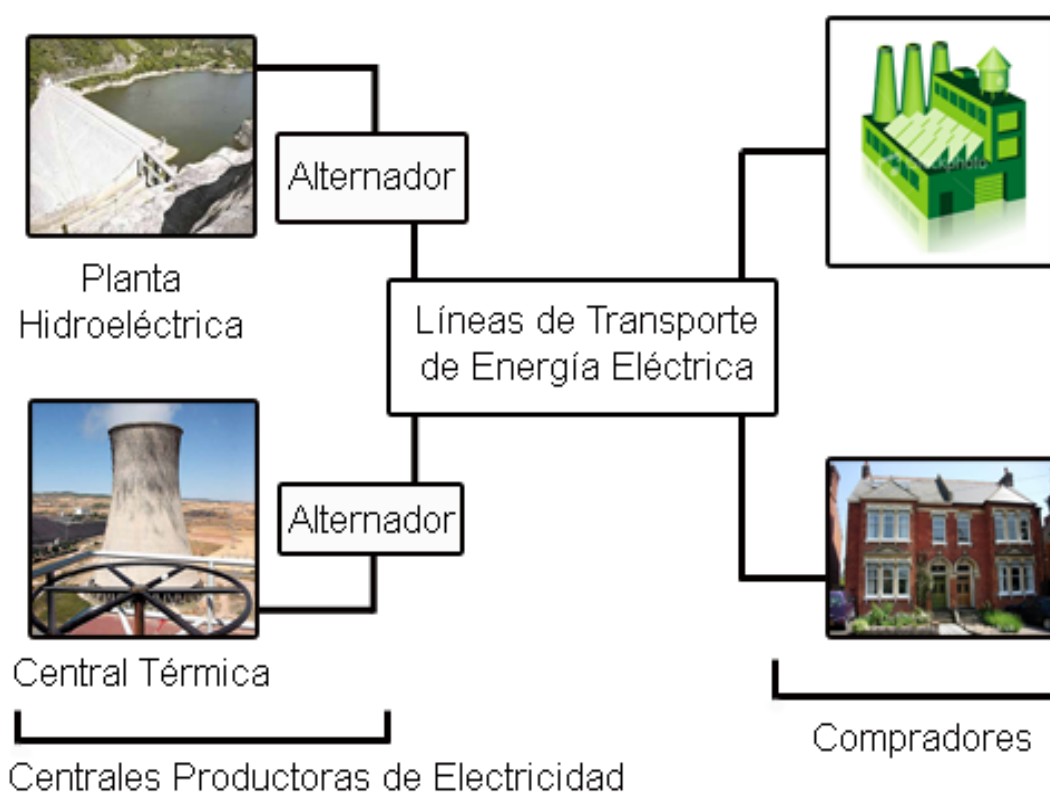 Alternador
Planta
Hidroeléctrica
Líneas de Transporte
de Energía Eléctrica
Alternador
Central Térmica
Compradores
Centrales Productoras de Electricidad